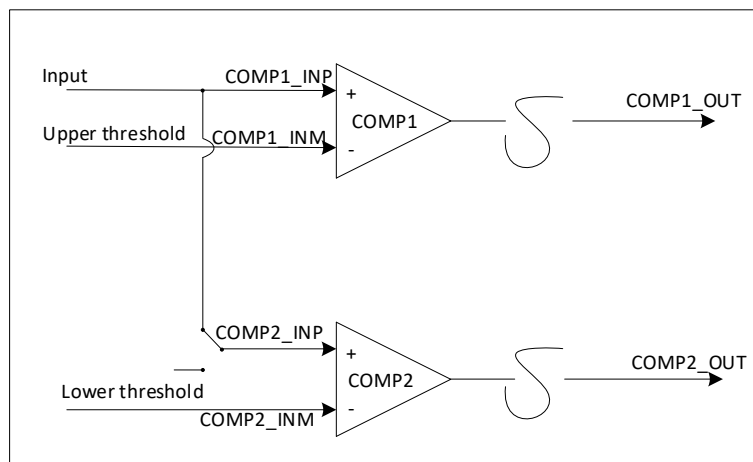 Input
COMP1_INP
+
COMP1
COMP1_OUT
Upper threshold
COMP1_INM
-
COMP2_INP
+
COMP2
COMP2_OUT
Lower threshold
-
COMP2_INM